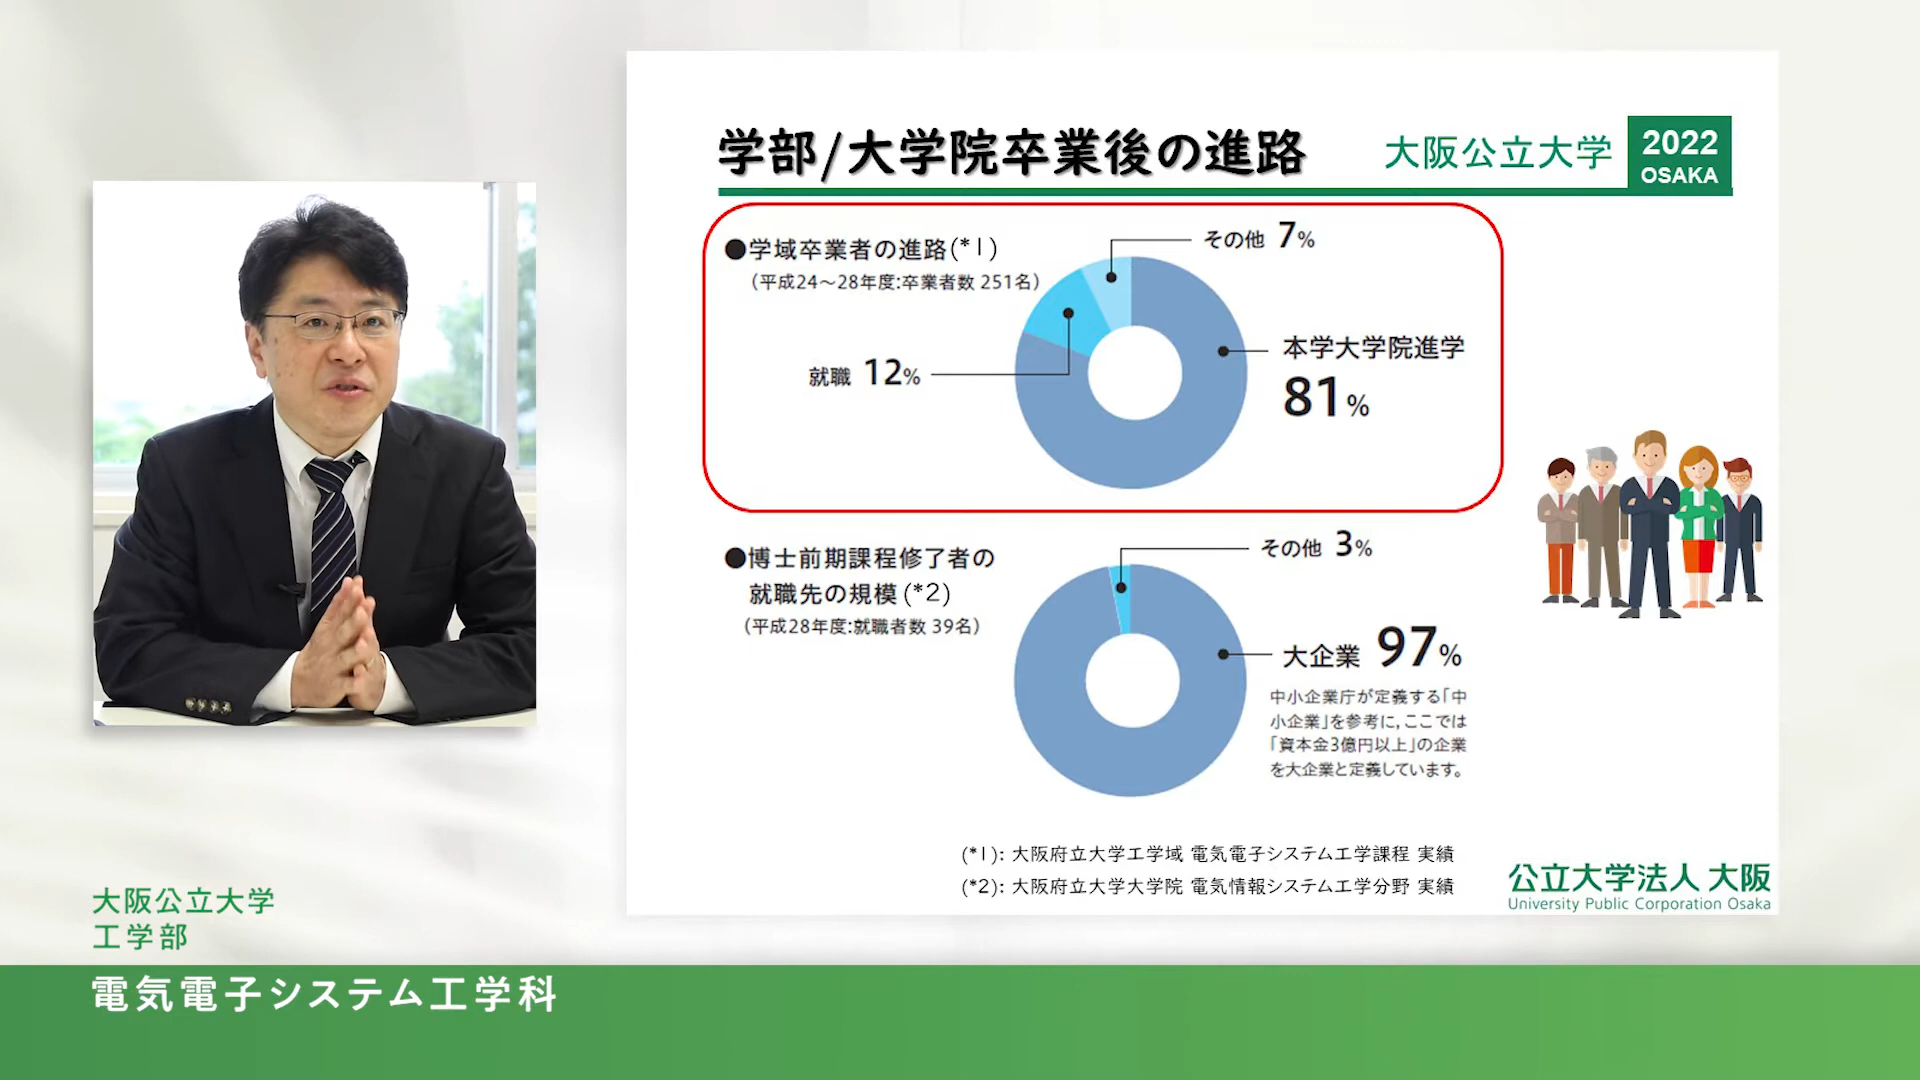 学部/大学院卒業後の進路
大阪公立大学
2022
OSAKA
●学域卒業者の進路(*1)
(平成24～28年度:卒業者数 251名)
その他 7%
就職 12%
本学大学院進学
81%
●博士前期課程修了者の
就職先の規模(*2)
(平成28年度:就職者数 39名)
その他 3%
大企業 97%
中小企業庁が定義する「中
小企業」を参考に,ここでは
「資本金3億円以上」の企業
を大企業と定義しています。
(*1): 大阪府立大学工学域 電気電子システム工学課程 実績
(*2): 大阪府立大学大学院 電気情報システム工学分野 実績
公立大学法人 大阪
University Public Corporation Osaka
大阪公立大学
工学部
電気電子システム工学科